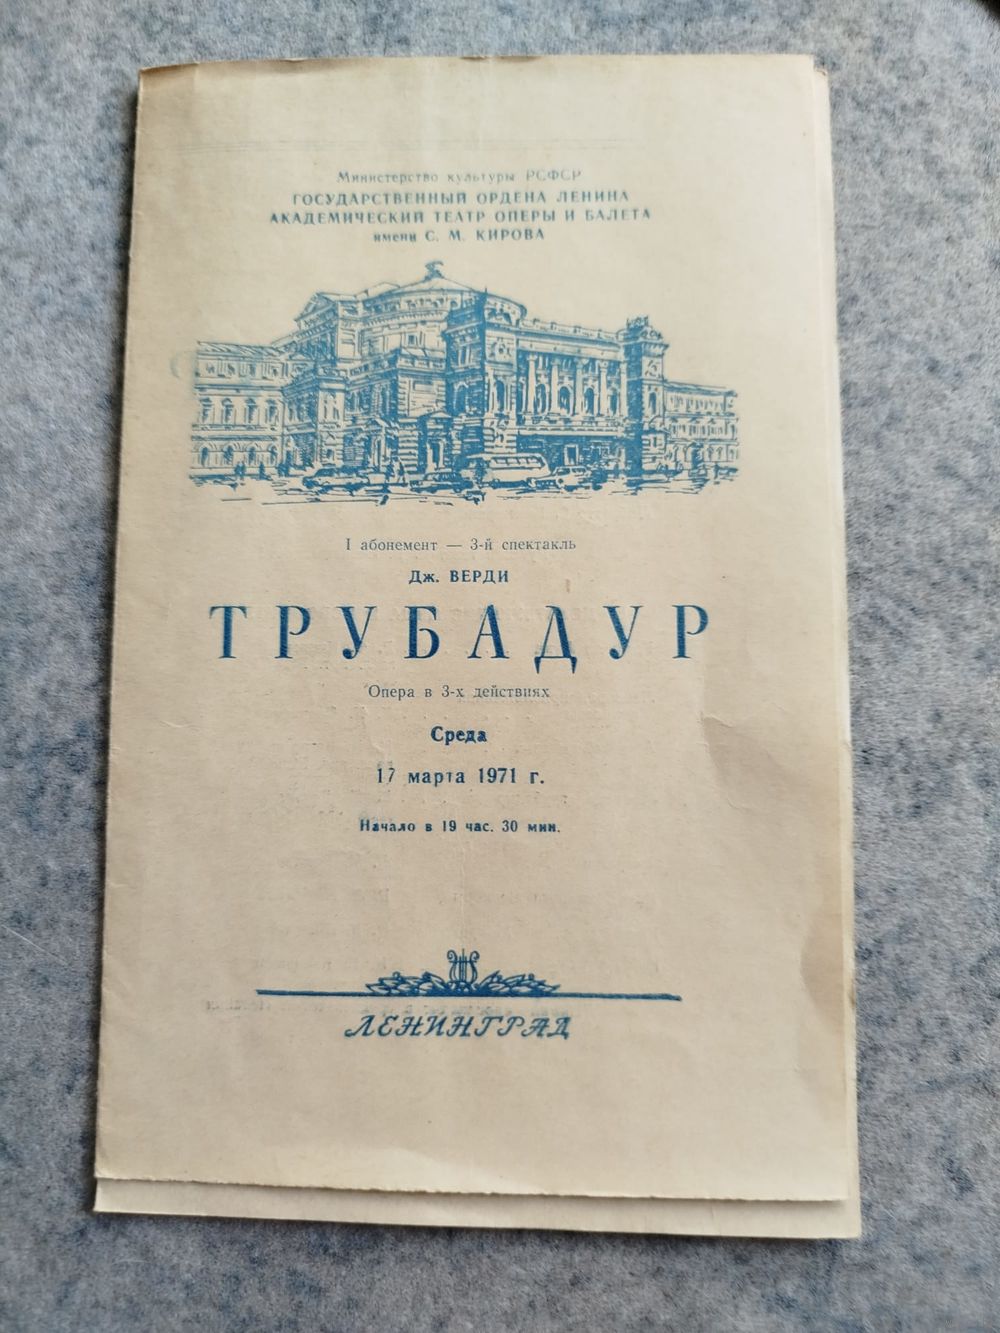 Министерство культуры РСФСР
ГОСУДАРСТВЕННЫЙ ОРДЕНА ЛЕНИНА
АКАДЕМИЧЕСКИЙ ТЕАТР ОПЕРЫ И БАЛЕТА
имени С. М. КИРОВА
I абонемент — 3-й спектакль
Дж. ВЕРДИ
ТРУБАДУР
Опера в 3-х действиях
Среда
17 марта 1971 г.
Начало в 19 час. 30 мин.
ЛЕНИНГРАД